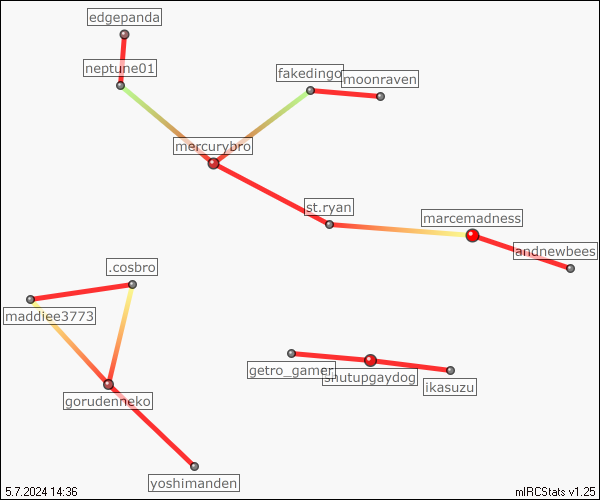 edgepanda
neptune01
fakedingo
moonraven
mercurybro
st.ryan
marcemadness
andnewbees
.cosbro
maddiee3773
getro_gamer
shutupgaydog
ikasuzu
gorudenneko
yoshimanden
5.7.2024 14:36
mIRCStats v1.25